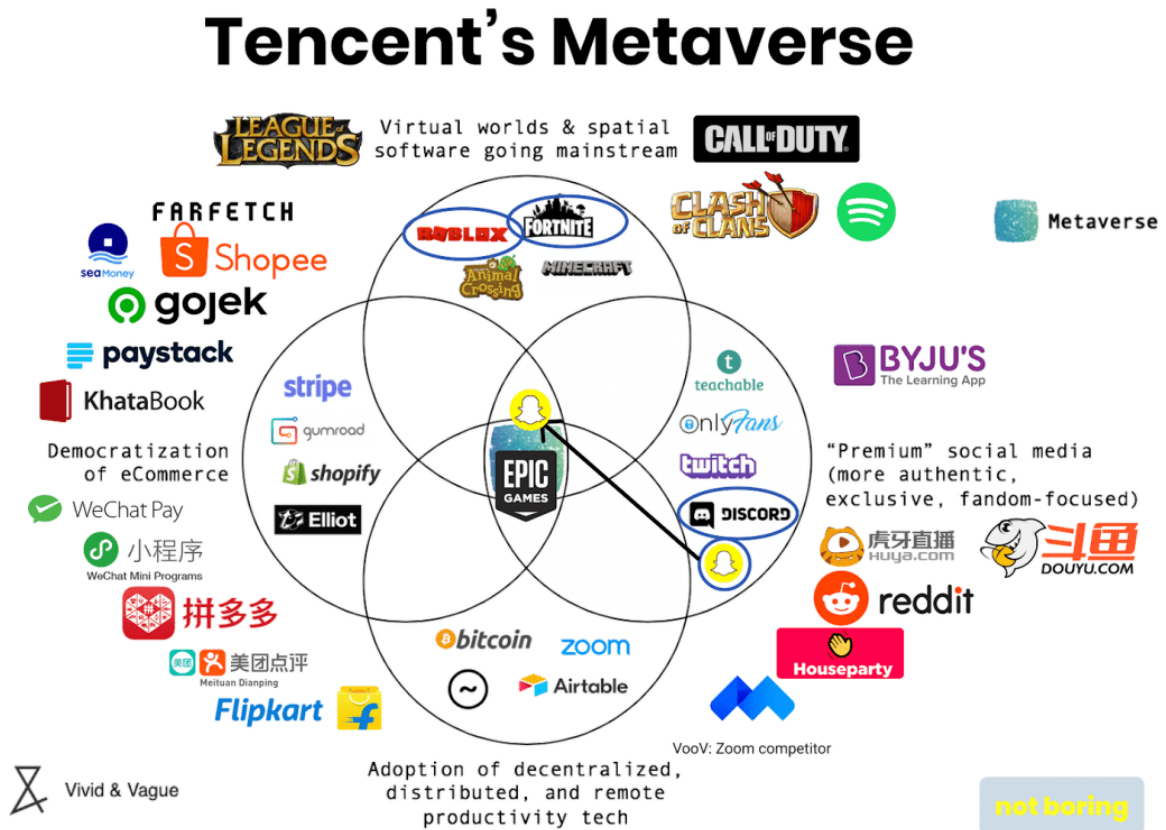 Tencent's Metaverse
LEAGUE of LEGENDS
Virtual worlds & spatial
software going mainstream
CALL OF DUTY
CLASH OF CLANS
Metaverse
FARFETCH
seaMoney
S Shopee
gojek
paystack
KhataBook
ROBLOX
FORTNITE
Animal Crossing
MINECRAFT
stripe
gumroad
shopify
Elliot
t
teachable
OnlyFans
twitch
DISCORD
BYJU'S
The Learning App
EPIC
GAMES
Democratization
of eCommerce
"Premium" social media
(more authentic,
exclusive, fandom-focused)
WeChat Pay
小程序
WeChat Mini Programs
拼
拼多多
美团
美团点评
Meituan Dianping
Flipkart
虎牙直播
Huya.com
斗鱼
DOUYU.COM
reddit
Houseparty
VooV: Zoom competitor
bitcoin
zoom
~
Airtable
Adoption of decentralized,
distributed, and remote
productivity tech
Vivid & Vague
not boring